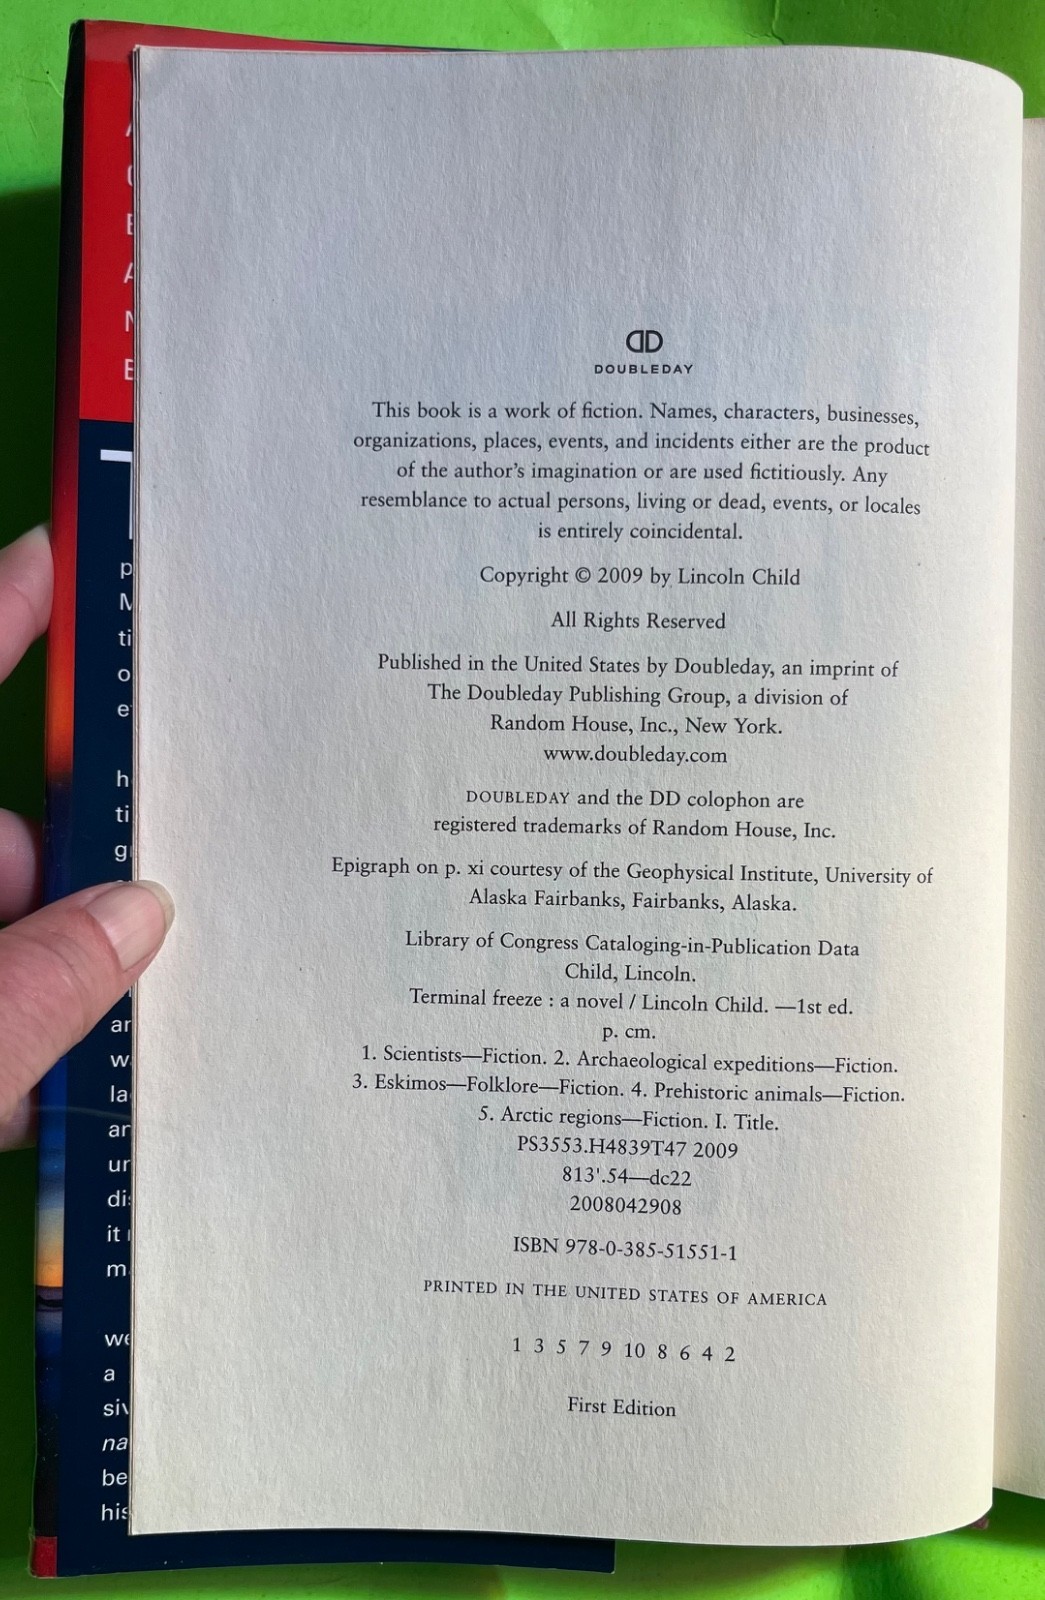 DD
DOUBLEDAY
This book is a work of fiction. Names, characters, businesses,
organizations, places, events, and incidents either are the product
of the author's imagination or are used fictitiously. Any
resemblance to actual persons, living or dead, events, or locales
is entirely coincidental.
Copyright © 2009 by Lincoln Child
All Rights Reserved
Published in the United States by Doubleday, an imprint of
The Doubleday Publishing Group, a division of
Random House, Inc., New York.
www.doubleday.com
DOUBLEDAY and the DD colophon are
registered trademarks of Random House, Inc.
Epigraph on p. xi courtesy of the Geophysical Institute, University of
Alaska Fairbanks, Fairbanks, Alaska.
Library of Congress Cataloging-in-Publication Data
Child, Lincoln.
Terminal freeze : a novel / Lincoln Child. —1st ed.
p. cm.
1. Scientists—Fiction. 2. Archaeological expeditions—Fiction.
3. Eskimos—Folklore—Fiction. 4. Prehistoric animals—Fiction.
5. Arctic regions—Fiction. I. Title.
PS3553.H4839T47 2009
813'.54—dc22
2008042908
ISBN 978-0-385-51551-1
PRINTED IN THE UNITED STATES OF AMERICA
1 3 5 7 9 10 8 6 4 2
First Edition